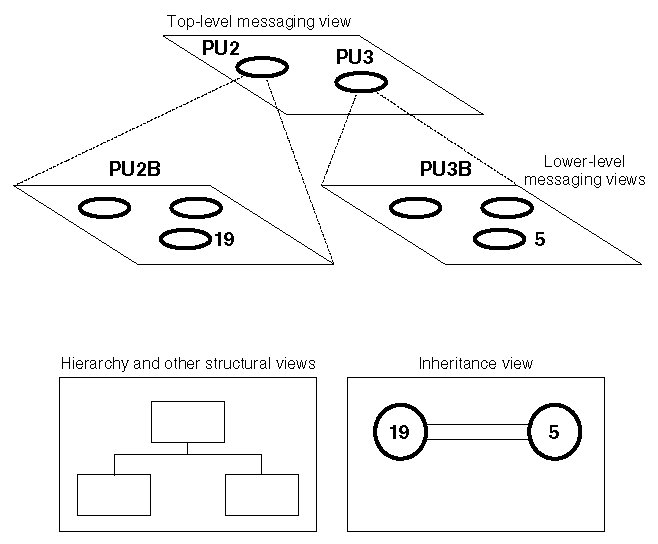 Top-level messaging view
PU2
PU3
PU2B
PU3B
Lower-level
messaging views
19
5
Hierarchy and other structural views
Inheritance view
19
5